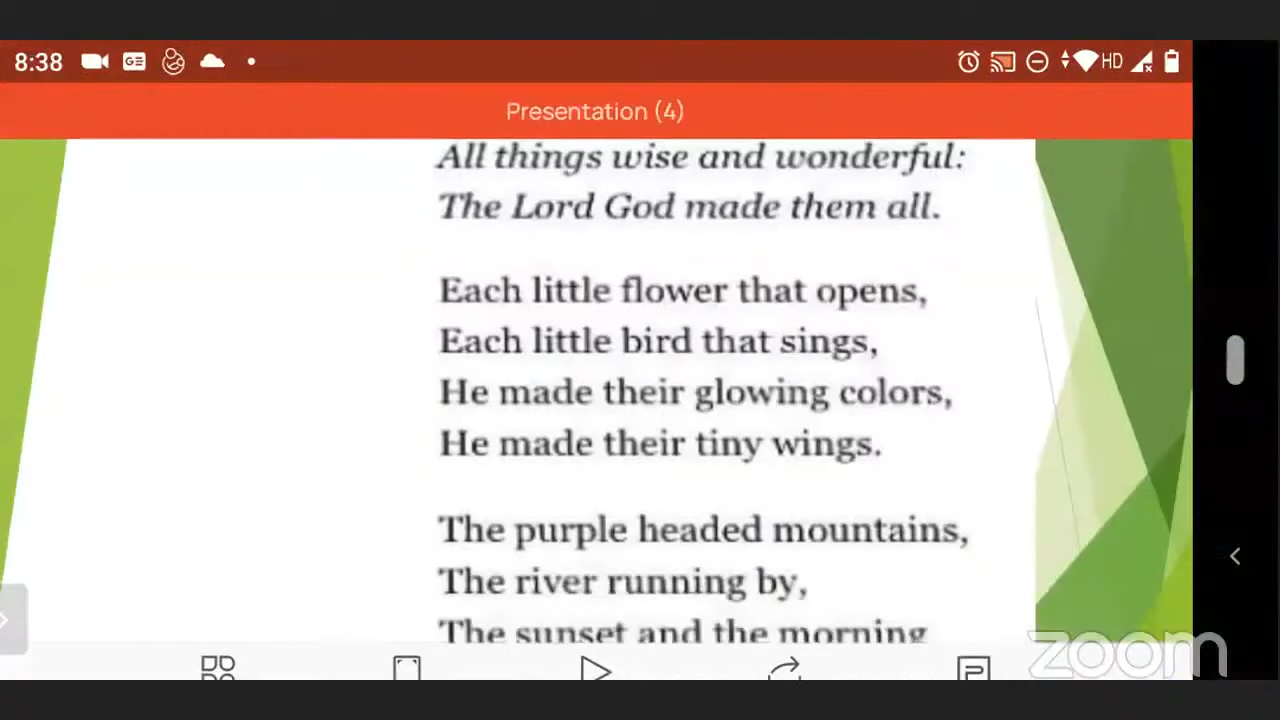 8:38
GE
HD
Presentation (4)
All things wise and wonderful:
The Lord God made them all.
Each little flower that opens,
Each little bird that sings,
He made their glowing colors,
He made their tiny wings.
The purple headed mountains,
The river running by,
The sunset and the morning
zoom